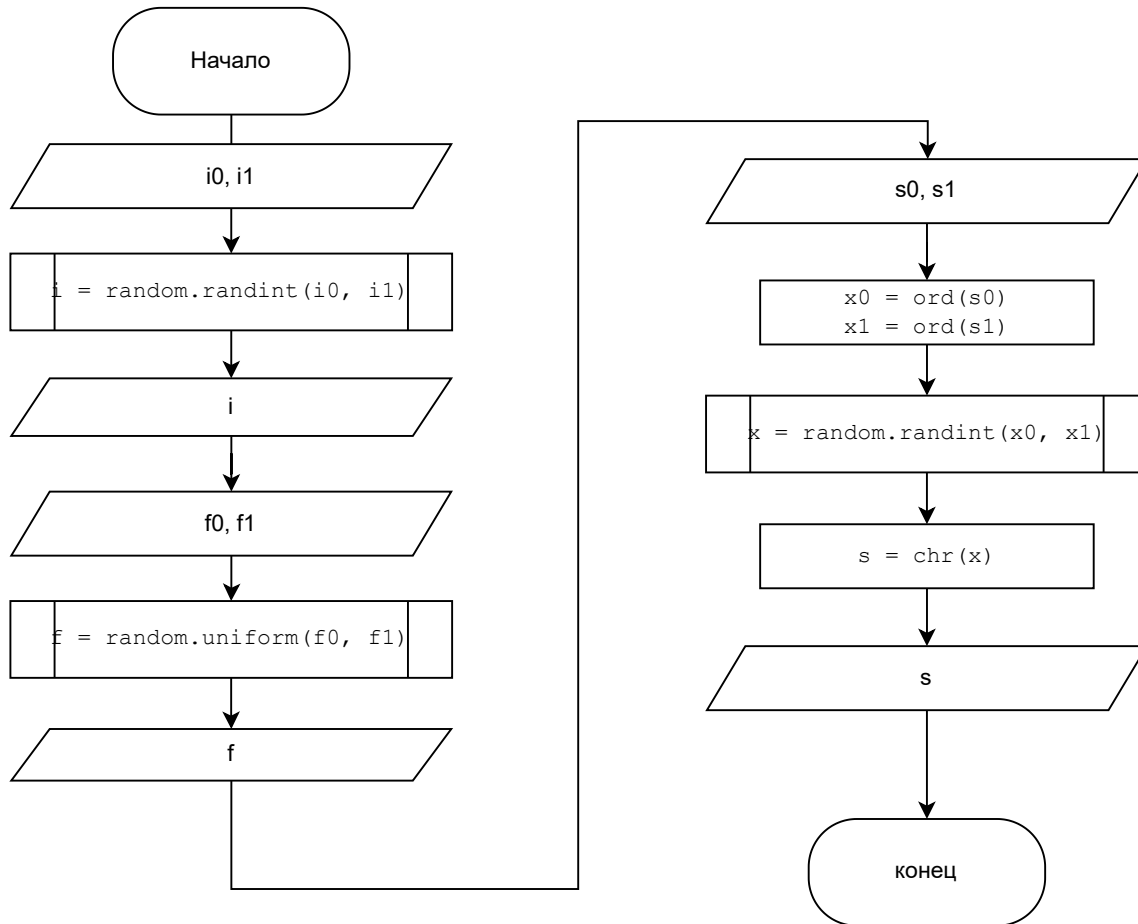 Начало
i0, i1
i = random.randint(i0, i1)
i
f0, f1
f = random.uniform(f0, f1)
f
s0, s1
x0 = ord(s0)
x1 = ord(s1)
x = random.randint(x0, x1)
s = chr(x)
s
конец